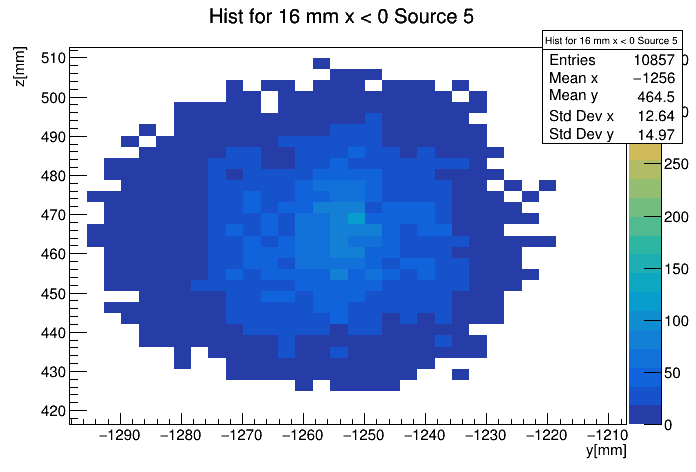 Hist for 16 mm x < 0 Source 5
z[mm]
510
500
490
480
470
460
450
440
430
420
−1290 −1280 −1270 −1260 −1250 −1240 −1230 −1220 −1210
y[mm]
Hist for 16 mm x < 0 Source 5
Entries 10857
Mean x −1256
Mean y 464.5
Std Dev x 12.64
Std Dev y 14.97
0
0
250
200
150
100
50
0